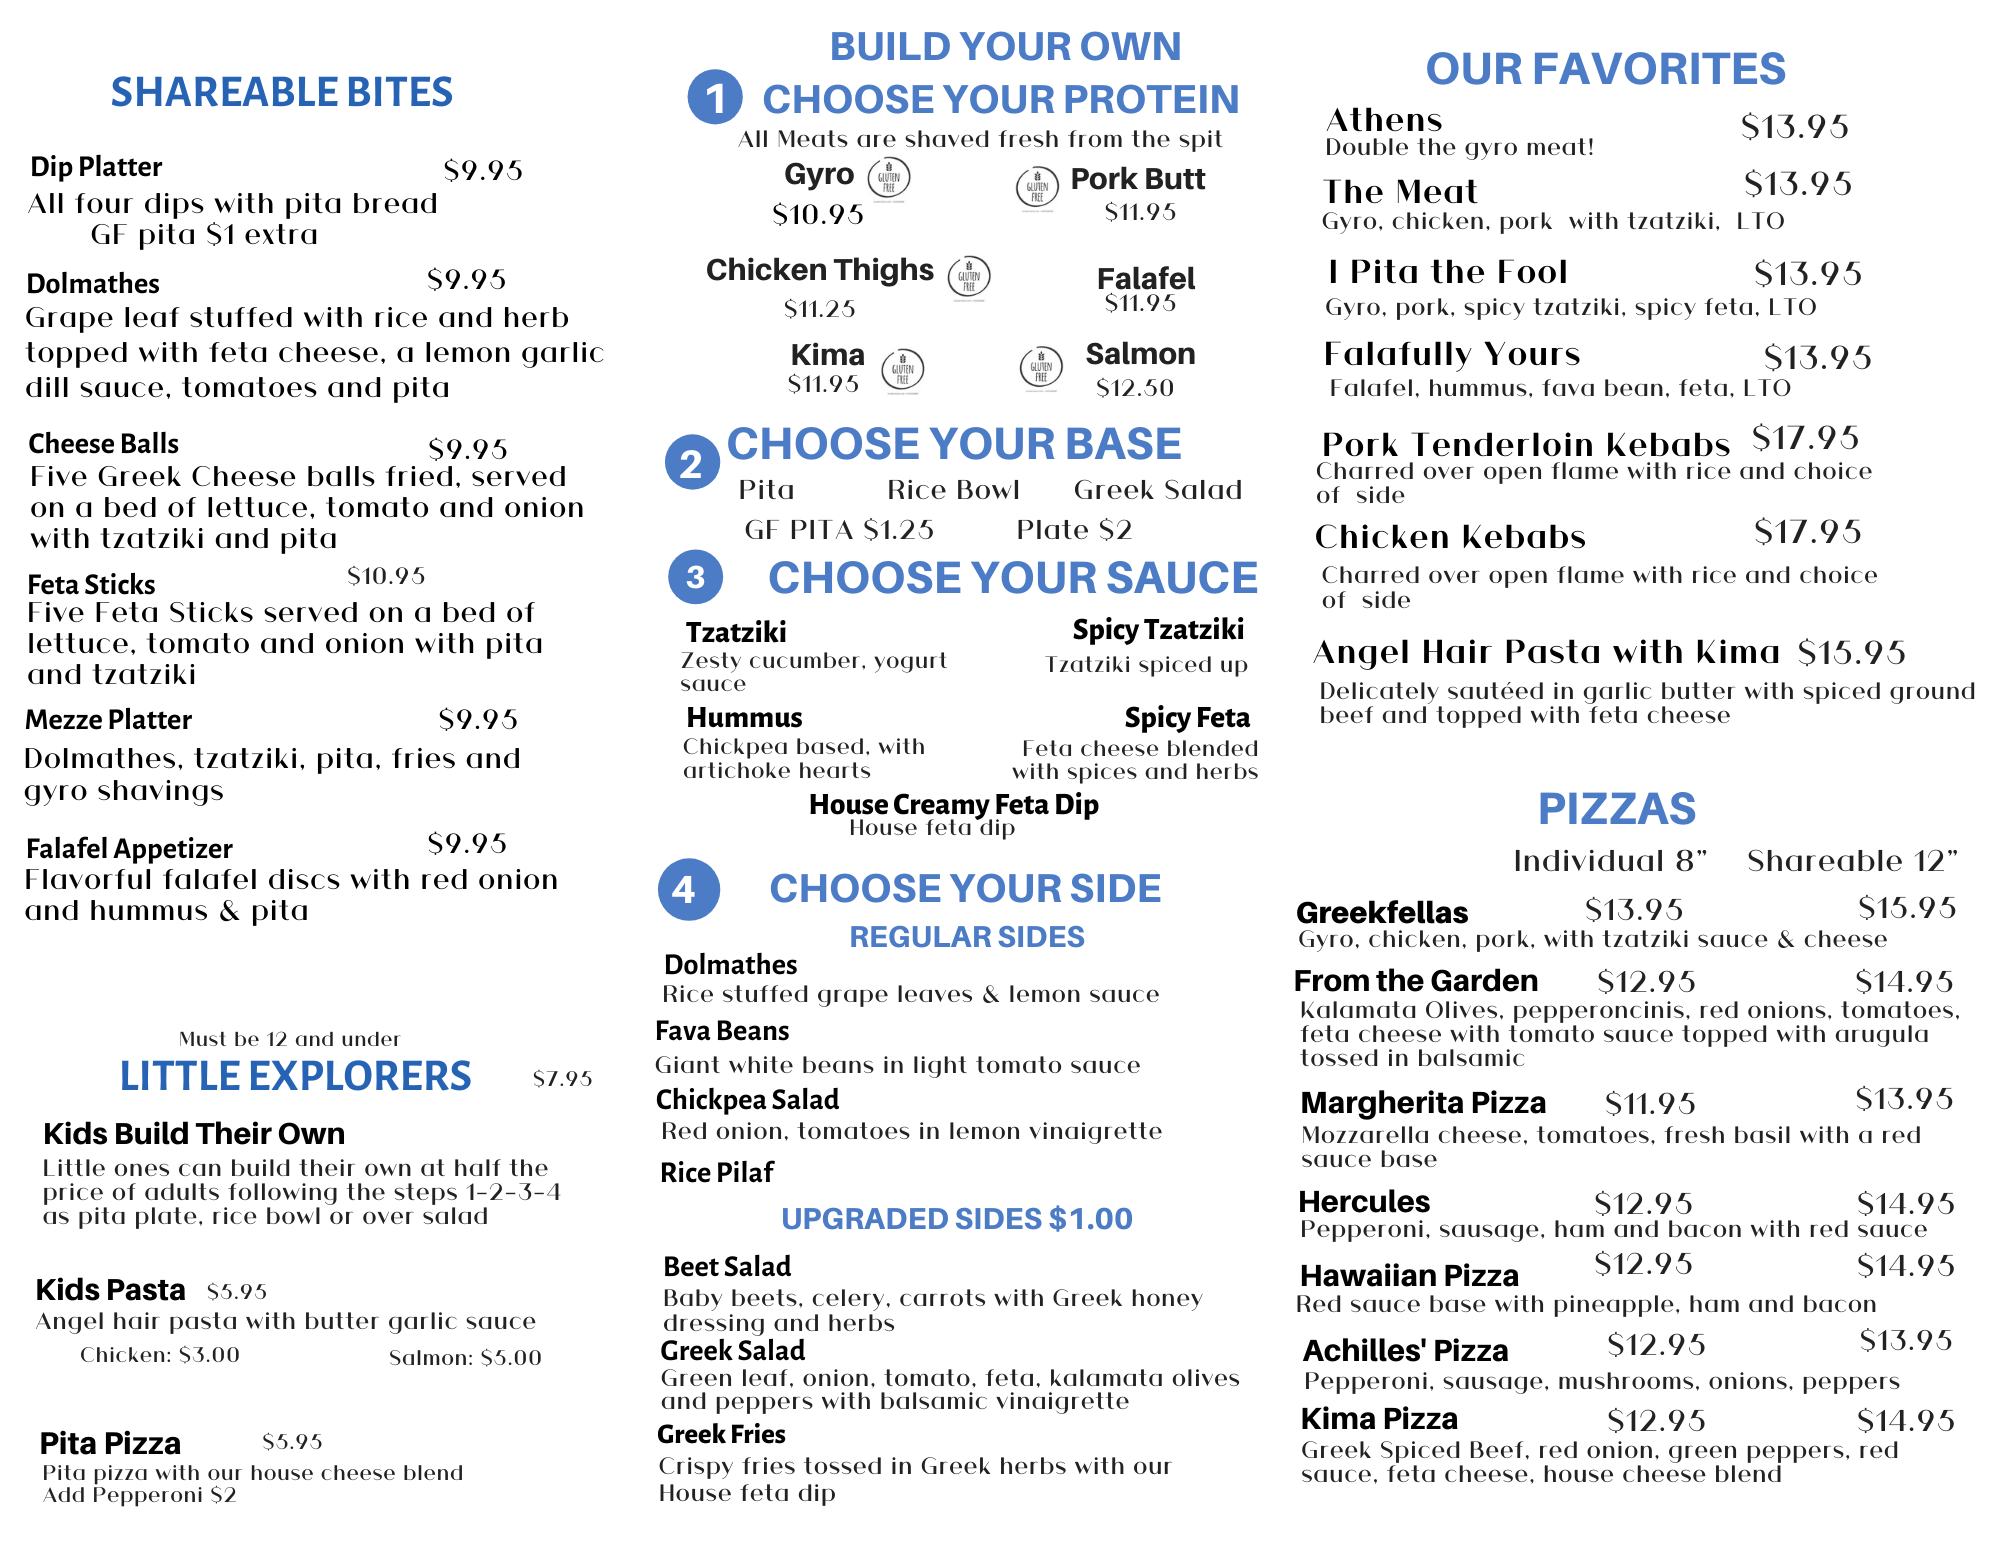 SHAREABLE BITES
Dip Platter $9.95
All four dips with pita bread
GF pita $1 extra
Dolmathes $9.95
Grape leaf stuffed with rice and herb
topped with feta cheese, a lemon garlic
dill sauce, tomatoes and pita
Cheese Balls $9.95
Five Greek Cheese balls fried, served
on a bed of lettuce, tomato and onion
with tzatziki and pita
Feta Sticks $10.95
Five Feta Sticks served on a bed of
lettuce, tomato and onion with pita
and tzatziki
Mezze Platter $9.95
Dolmathes, tzatziki, pita, fries and
gyro shavings
Falafel Appetizer $9.95
Flavorful falafel discs with red onion
and hummus & pita
Must be 12 and under
LITTLE EXPLORERS $7.95
Kids Build Their Own
Little ones can build their own at half the
price of adults following the steps 1-2-3-4
as pita plate, rice bowl or over salad
Kids Pasta $5.95
Angel hair pasta with butter garlic sauce
Chicken: $3.00 Salmon: $5.00
Pita Pizza $5.95
Pita pizza with our house cheese blend
Add Pepperoni $2
BUILD YOUR OWN
1 CHOOSE YOUR PROTEIN
All Meats are shaved fresh from the spit
Gyro GLUTEN FREE GLUTEN FREE Pork Butt
$10.95 $11.95
Chicken Thighs GLUTEN FREE Falafel
$11.25 $11.95
Kima GLUTEN FREE GLUTEN FREE Salmon
$11.95 $12.50
2 CHOOSE YOUR BASE
Pita Rice Bowl Greek Salad
GF PITA $1.25 Plate $2
3 CHOOSE YOUR SAUCE
Tzatziki Spicy Tzatziki
Zesty cucumber, yogurt Tzatziki spiced up
sauce
Hummus Spicy Feta
Chickpea based, with Feta cheese blended
artichoke hearts with spices and herbs
House Creamy Feta Dip
House feta dip
4 CHOOSE YOUR SIDE
REGULAR SIDES
Dolmathes
Rice stuffed grape leaves & lemon sauce
Fava Beans
Giant white beans in light tomato sauce
Chickpea Salad
Red onion, tomatoes in lemon vinaigrette
Rice Pilaf
UPGRADED SIDES $1.00
Beet Salad
Baby beets, celery, carrots with Greek honey
dressing and herbs
Greek Salad
Green leaf, onion, tomato, feta, kalamata olives
and peppers with balsamic vinaigrette
Greek Fries
Crispy fries tossed in Greek herbs with our
House feta dip
OUR FAVORITES
Athens $13.95
Double the gyro meat!
The Meat $13.95
Gyro, chicken, pork with tzatziki, LTO
I Pita the Fool $13.95
Gyro, pork, spicy tzatziki, spicy feta, LTO
Falafully Yours $13.95
Falafel, hummus, fava bean, feta, LTO
Pork Tenderloin Kebabs $17.95
Charred over open flame with rice and choice
of side
Chicken Kebabs $17.95
Charred over open flame with rice and choice
of side
Angel Hair Pasta with Kima $15.95
Delicately sautéed in garlic butter with spiced ground
beef and topped with feta cheese
PIZZAS
Individual 8” Shareable 12”
Greekfellas $13.95 $15.95
Gyro, chicken, pork, with tzatziki sauce & cheese
From the Garden $12.95 $14.95
Kalamata Olives, pepperoncinis, red onions, tomatoes,
feta cheese with tomato sauce topped with arugula
tossed in balsamic
Margherita Pizza $11.95 $13.95
Mozzarella cheese, tomatoes, fresh basil with a red
sauce base
Hercules $12.95 $14.95
Pepperoni, sausage, ham and bacon with red sauce
Hawaiian Pizza $12.95 $14.95
Red sauce base with pineapple, ham and bacon
Achilles' Pizza $12.95 $13.95
Pepperoni, sausage, mushrooms, onions, peppers
Kima Pizza $12.95 $14.95
Greek Spiced Beef, red onion, green peppers, red
sauce, feta cheese, house cheese blend